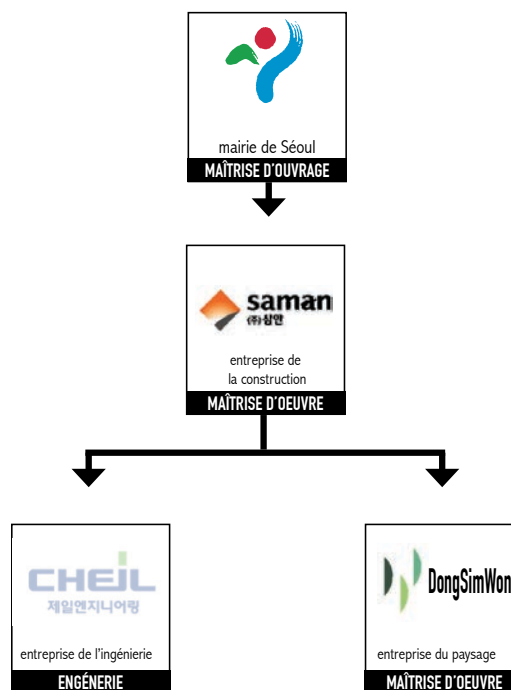 mairie de Séoul
MAÎTRISE D'OUVRAGE
saman
(주)삼안
entreprise de
la construction
MAÎTRISE D'OEUVRE
CHEIL
제일엔지니어링
entreprise de l'ingénierie
ENGÉNERIE
DongSimWon
entreprise du paysage
MAÎTRISE D'OEUVRE